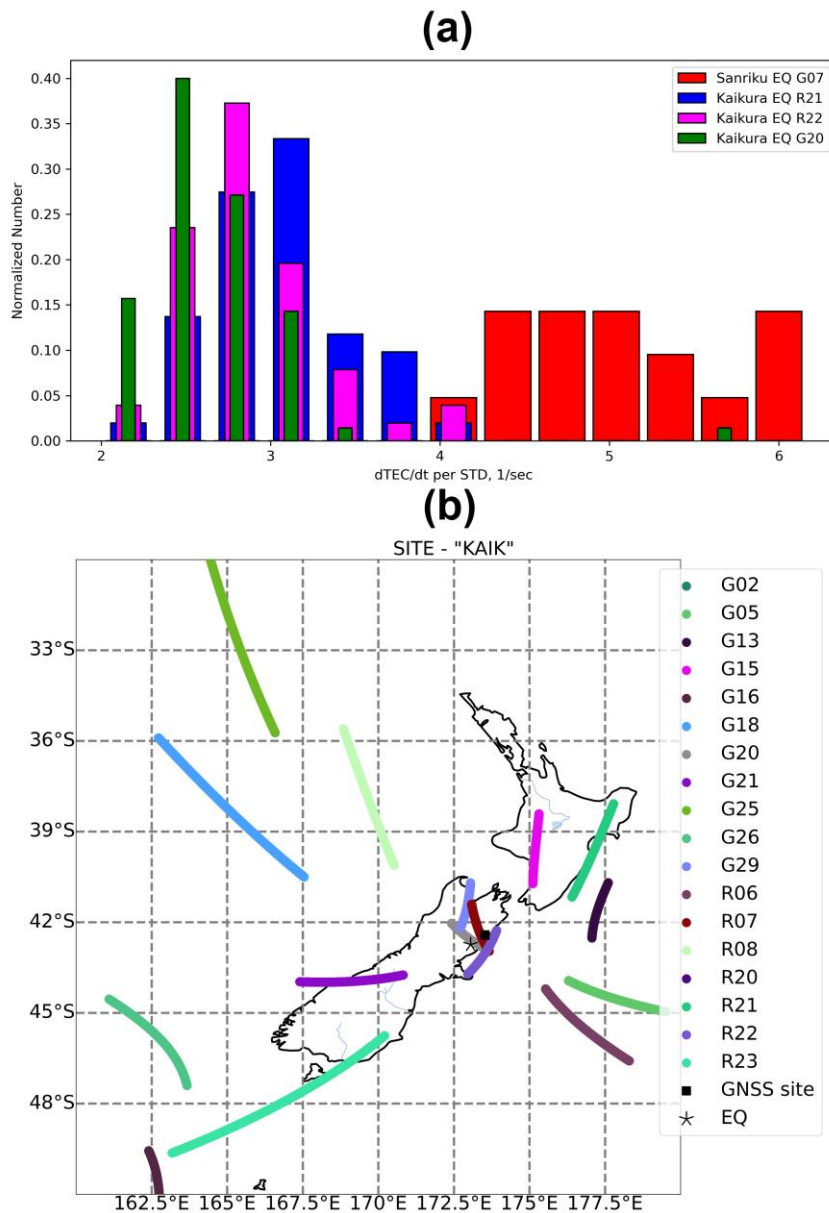 (a)
0.40
0.35
0.30
0.25
0.20
0.15
0.10
0.05
0.00
Normalized Number
Sanriku EQ G07
Kaikura EQ R21
Kaikura EQ R22
Kaikura EQ G20
2 3 4 5 6
dTEC/dt per STD, 1/sec
(b)
SITE - "KAIK"
33°S
36°S
39°S
42°S
45°S
48°S
G02
G05
G13
G15
G16
G18
G20
G21
G25
G26
G29
R06
R07
R08
R20
R21
R22
R23
GNSS site
EQ
162.5°E 165°E 167.5°E 170°E 172.5°E 175°E 177.5°E